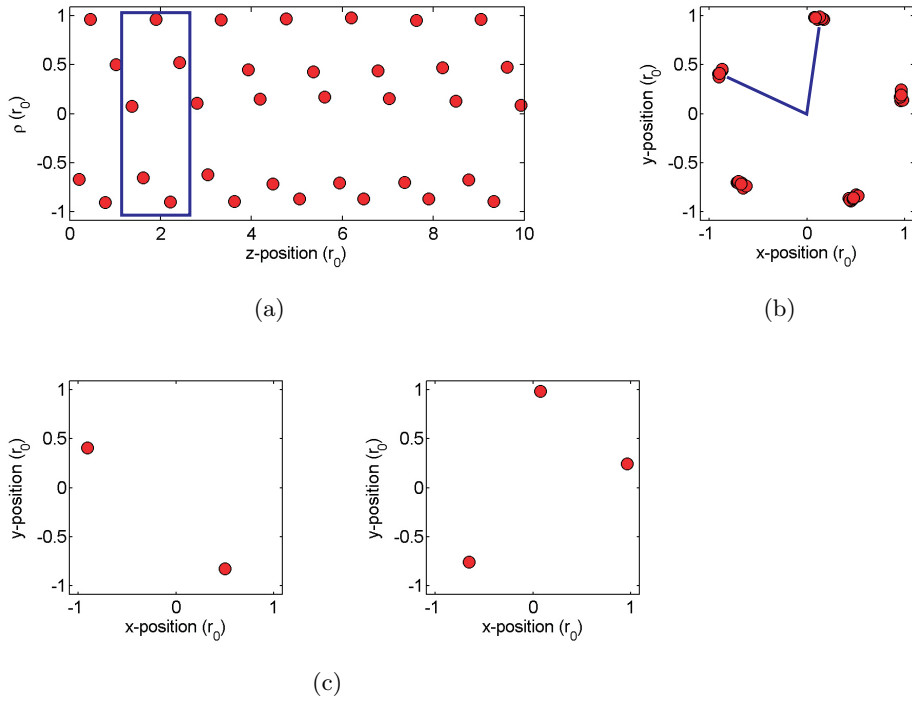 1
0.5
0
-0.5
-1
ρ (r0)
0 2 4 6 8 10
z-position (r0)
(a)
1
0.5
0
-0.5
-1
y-position (r0)
-1 0 1
x-position (r0)
(b)
1
0.5
0
-0.5
-1
y-position (r0)
-1 0 1
x-position (r0)
1
0.5
0
-0.5
-1
y-position (r0)
-1 0 1
x-position (r0)
(c)